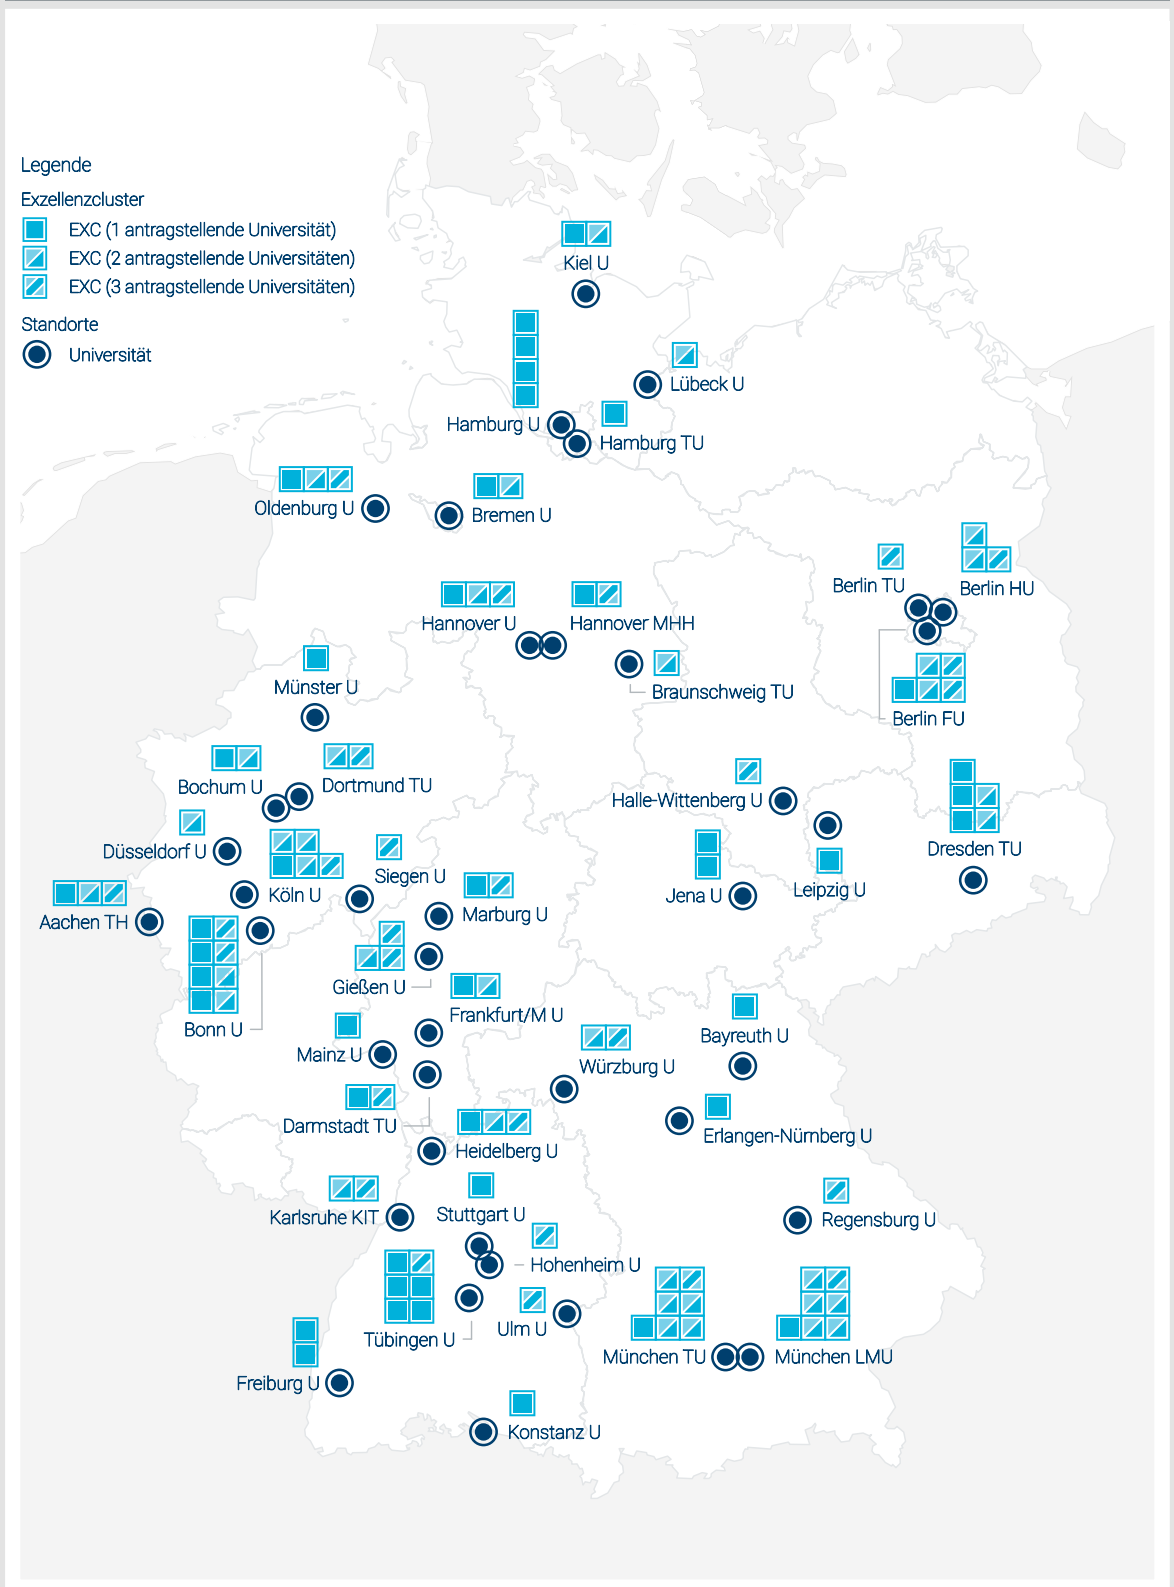 Legende
Exzellenzcluster
EXC (1 antragstellende Universität)
EXC (2 antragstellende Universitäten)
EXC (3 antragstellende Universitäten)
Standorte
Universität
Kiel U
Lübeck U
Hamburg U
Hamburg TU
Oldenburg U
Bremen U
Berlin TU
Berlin HU
Hannover U
Hannover MHH
Braunschweig TU
Münster U
Berlin FU
Bochum U
Dortmund TU
Halle-Wittenberg U
Düsseldorf U
Dresden TU
Siegen U
Köln U
Leipzig U
Jena U
Marburg U
Aachen TH
Gießen U
Frankfurt/M U
Bonn U
Bayreuth U
Mainz U
Würzburg U
Darmstadt TU
Erlangen-Nürnberg U
Heidelberg U
Stuttgart U
Karlsruhe KIT
Regensburg U
Hohenheim U
Ulm U
Tübingen U
München TU
München LMU
Freiburg U
Konstanz U